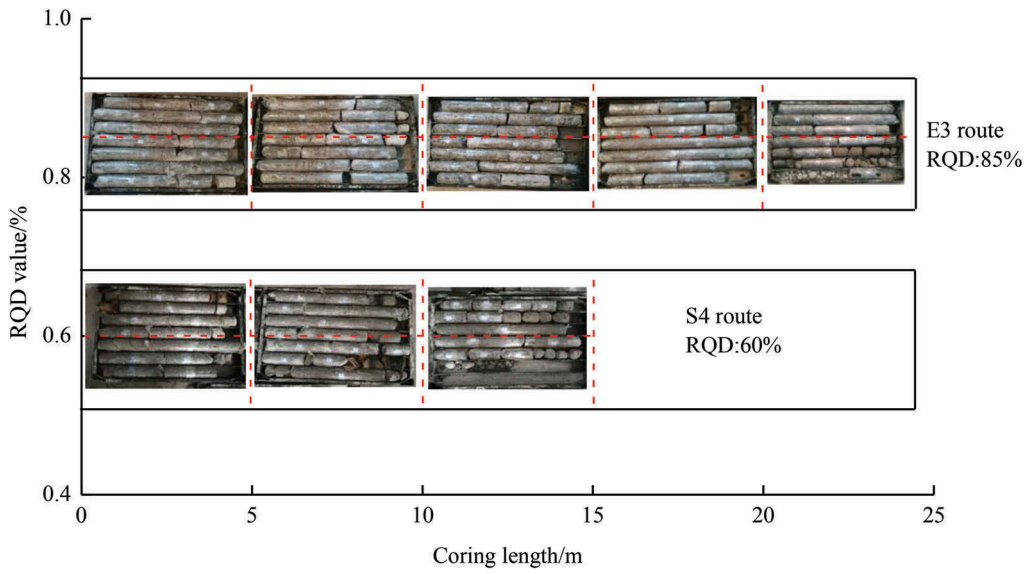 1.0
E3 route
RQD:85%
0.8
RQD value/%
S4 route
RQD:60%
0.6
0.4
0 5 10 15 20 25
Coring length/m